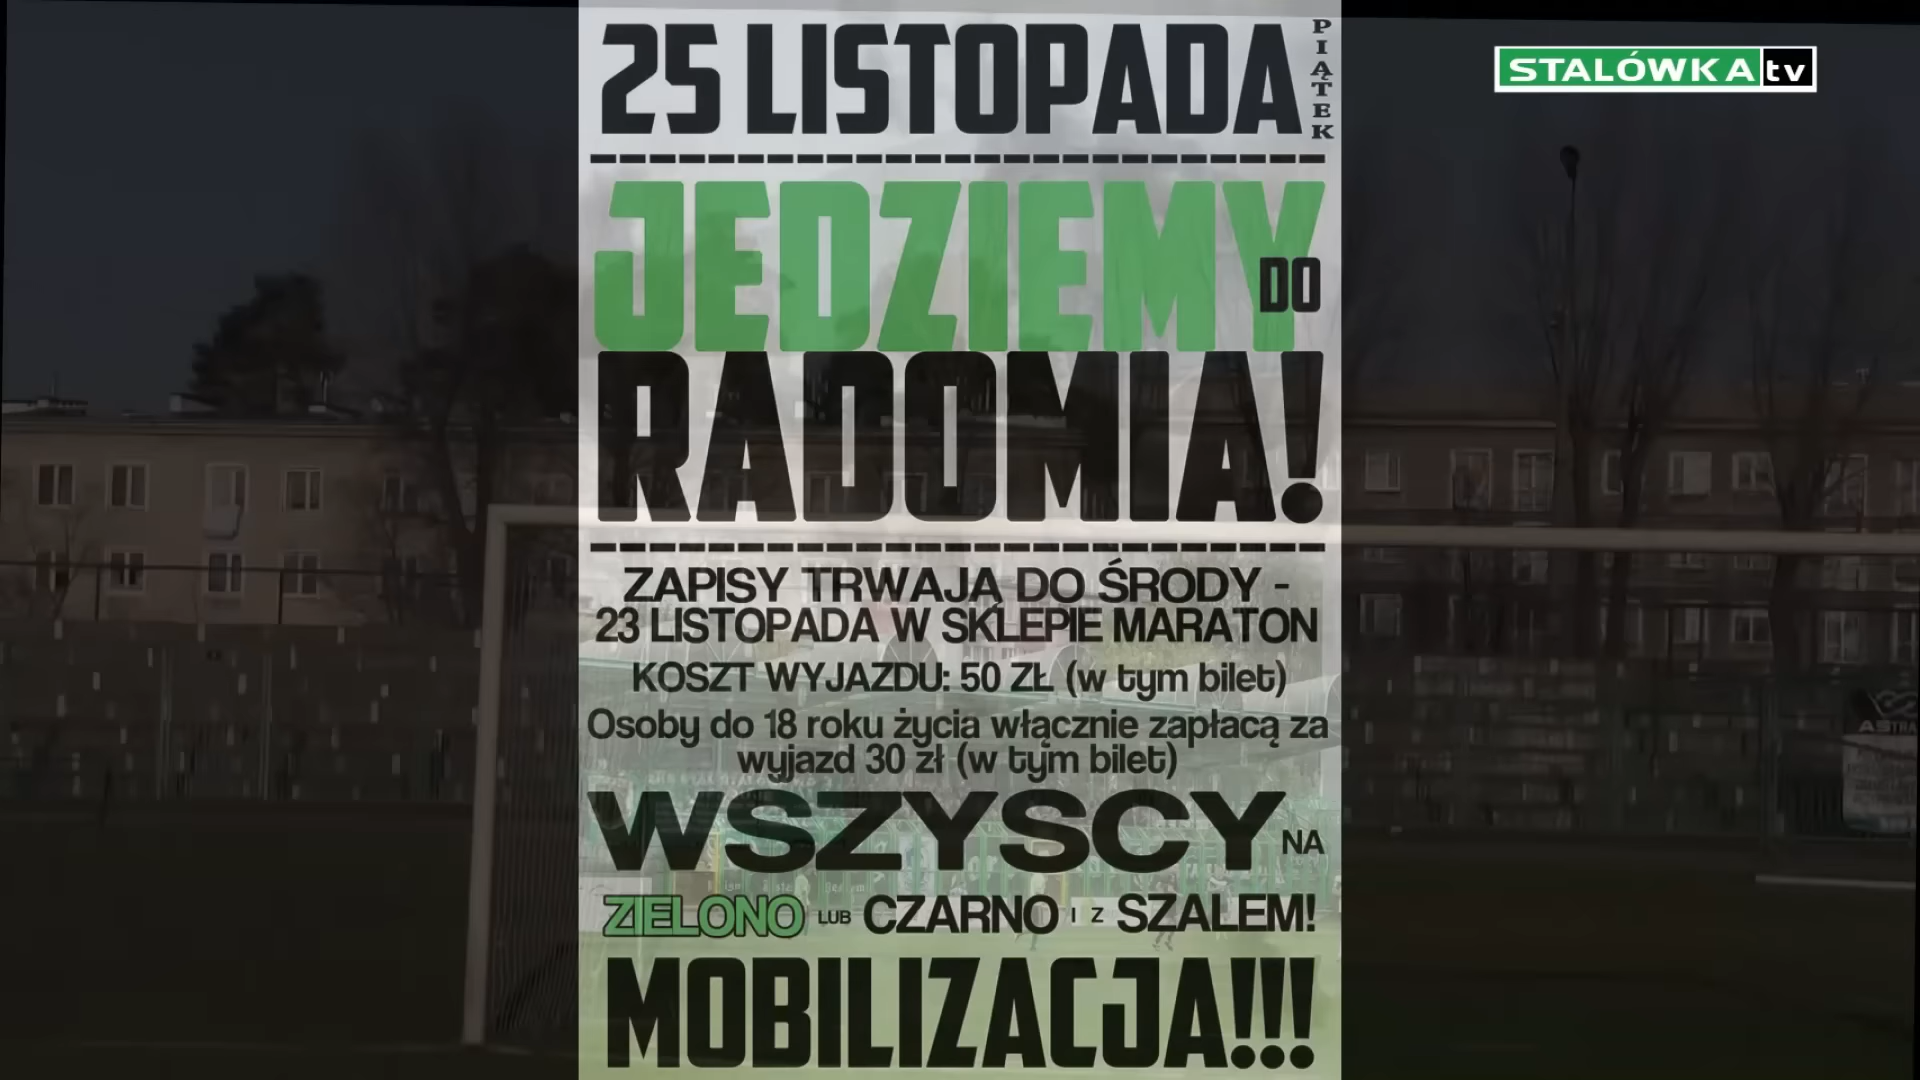 25 LISTOPADA PIĄTEK
STALÓWKA tv
JEDZIEMY DO
RADOMIA!
ZAPISY TRWAJĄ DO ŚRODY -
23 LISTOPADA W SKLEPIE MARATON
KOSZT WYJAZDU: 50 ZŁ (w tym bilet)
Osoby do 18 roku życia włącznie zapłacą za
wyjazd 30 zł (w tym bilet)
WSZYSCY NA
ZIELONO LUB CZARNO I Z SZALEM!
MOBILIZACJA!!!